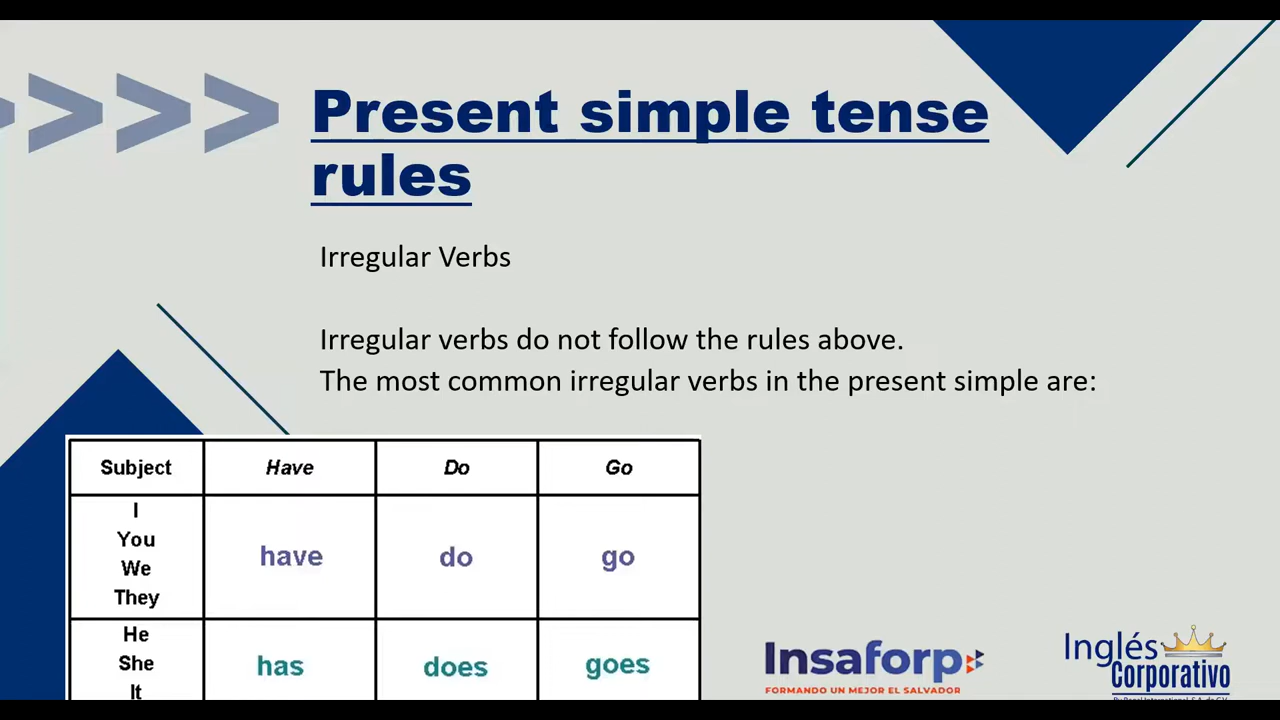 Present simple tense
rules
Irregular Verbs
Irregular verbs do not follow the rules above.
The most common irregular verbs in the present simple are:
Subject Have Do Go
I
You
We
They
have do go
He
She
It
has does goes
Insaforp
FORMANDO UN MEJOR EL SALVADOR
Inglés
Corporativo